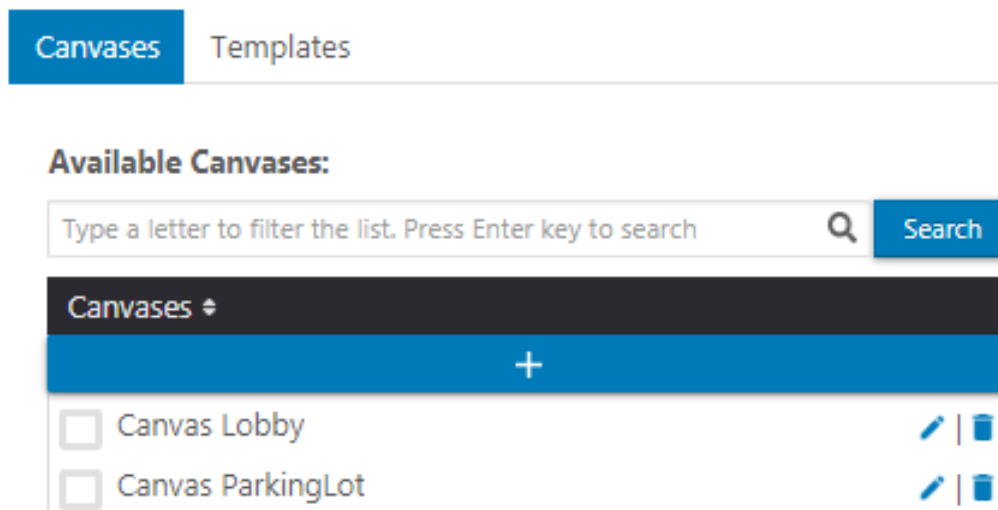 Canvases Templates
Available Canvases:
Type a letter to filter the list. Press Enter key to search Search
Canvases
+
Canvas Lobby |
Canvas ParkingLot |